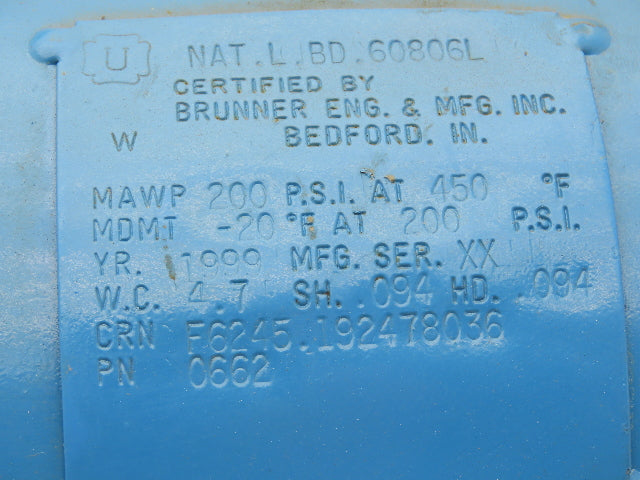 U NAT.L.BD.60806L
CERTIFIED BY
BRUNNER ENG. & MFG. INC.
W BEDFORD. IN.
MAWP 200 P.S.I. AT 450 °F
MDMT -20 °F AT 200 P.S.I.
YR. 1999 MFG. SER. XX
W.C. 4.7 SH. .094 HD. .094
CRN F6245.192478036
PN 0662